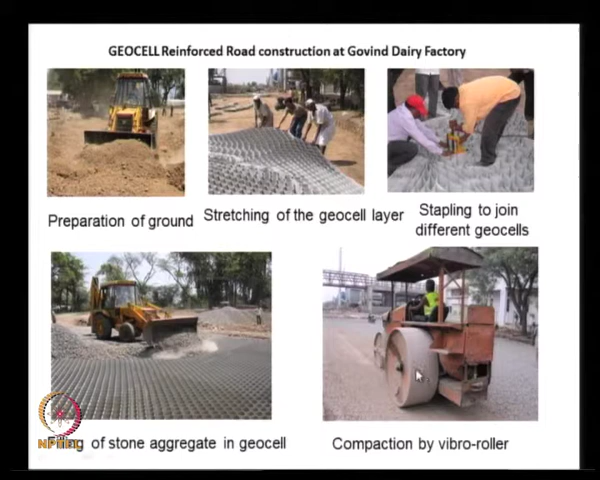 GEOCELL Reinforced Road construction at Govind Dairy Factory
Preparation of ground
Stretching of the geocell layer
Stapling to join
different geocells
of stone aggregate in geocell
Compaction by vibro-roller